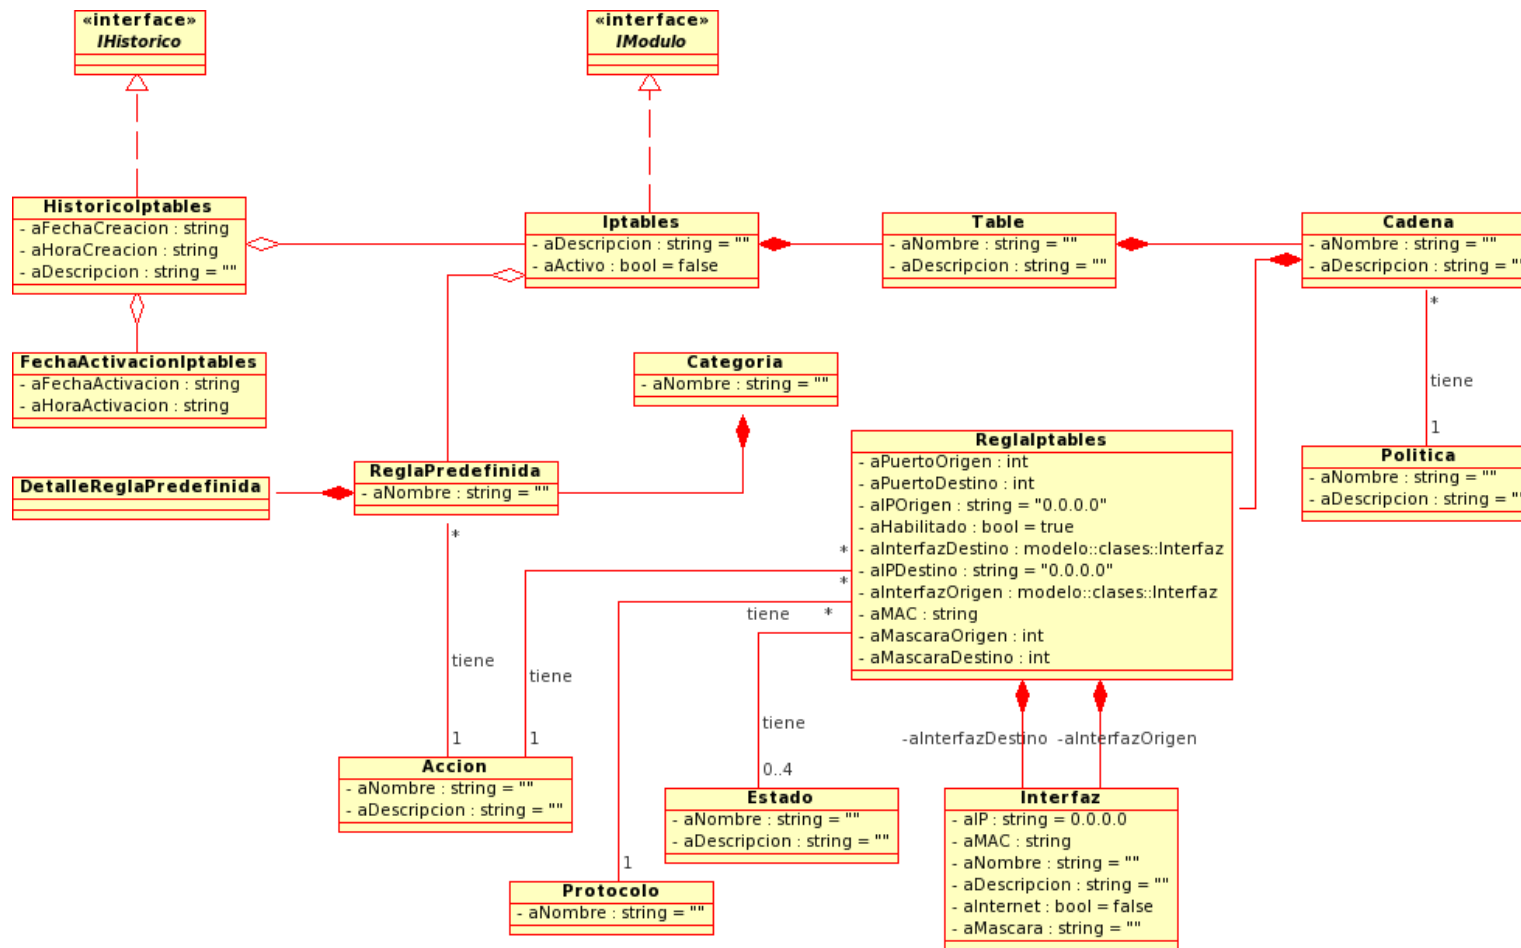 «interface»
IHistorico
«interface»
IModulo
HistoricoIptables
- aFechaCreacion : string
- aHoraCreacion : string
- aDescripcion : string = ""
Iptables
- aDescripcion : string = ""
- aActivo : bool = false
Table
- aNombre : string = ""
- aDescripcion : string = ""
Cadena
- aNombre : string = ""
- aDescripcion : string = ""
FechaActivacionIptables
- aFechaActivacion : string
- aHoraActivacion : string
Categoria
- aNombre : string = ""
*
tiene
1
Politica
- aNombre : string = ""
- aDescripcion : string = ""
DetalleReglaPredefinida
ReglaPredefinida
- aNombre : string = ""
ReglaIptables
- aPuertoOrigen : int
- aPuertoDestino : int
- aIPOrigen : string = "0.0.0.0"
- aHabilitado : bool = true
- aInterfazDestino : modelo::clases::Interfaz
- aIPDestino : string = "0.0.0.0"
- aInterfazOrigen : modelo::clases::Interfaz
- aMAC : string
- aMascaraOrigen : int
- aMascaraDestino : int
*
tiene
1
*
tiene
1
*
tiene
1
*
tiene
0..4
-aInterfazDestino
-aInterfazOrigen
Accion
- aNombre : string = ""
- aDescripcion : string = ""
Estado
- aNombre : string = ""
- aDescripcion : string = ""
Interfaz
- aIP : string = 0.0.0.0
- aMAC : string
- aNombre : string = ""
- aDescripcion : string = ""
- aInternet : bool = false
- aMascara : string = ""
Protocolo
- aNombre : string = ""